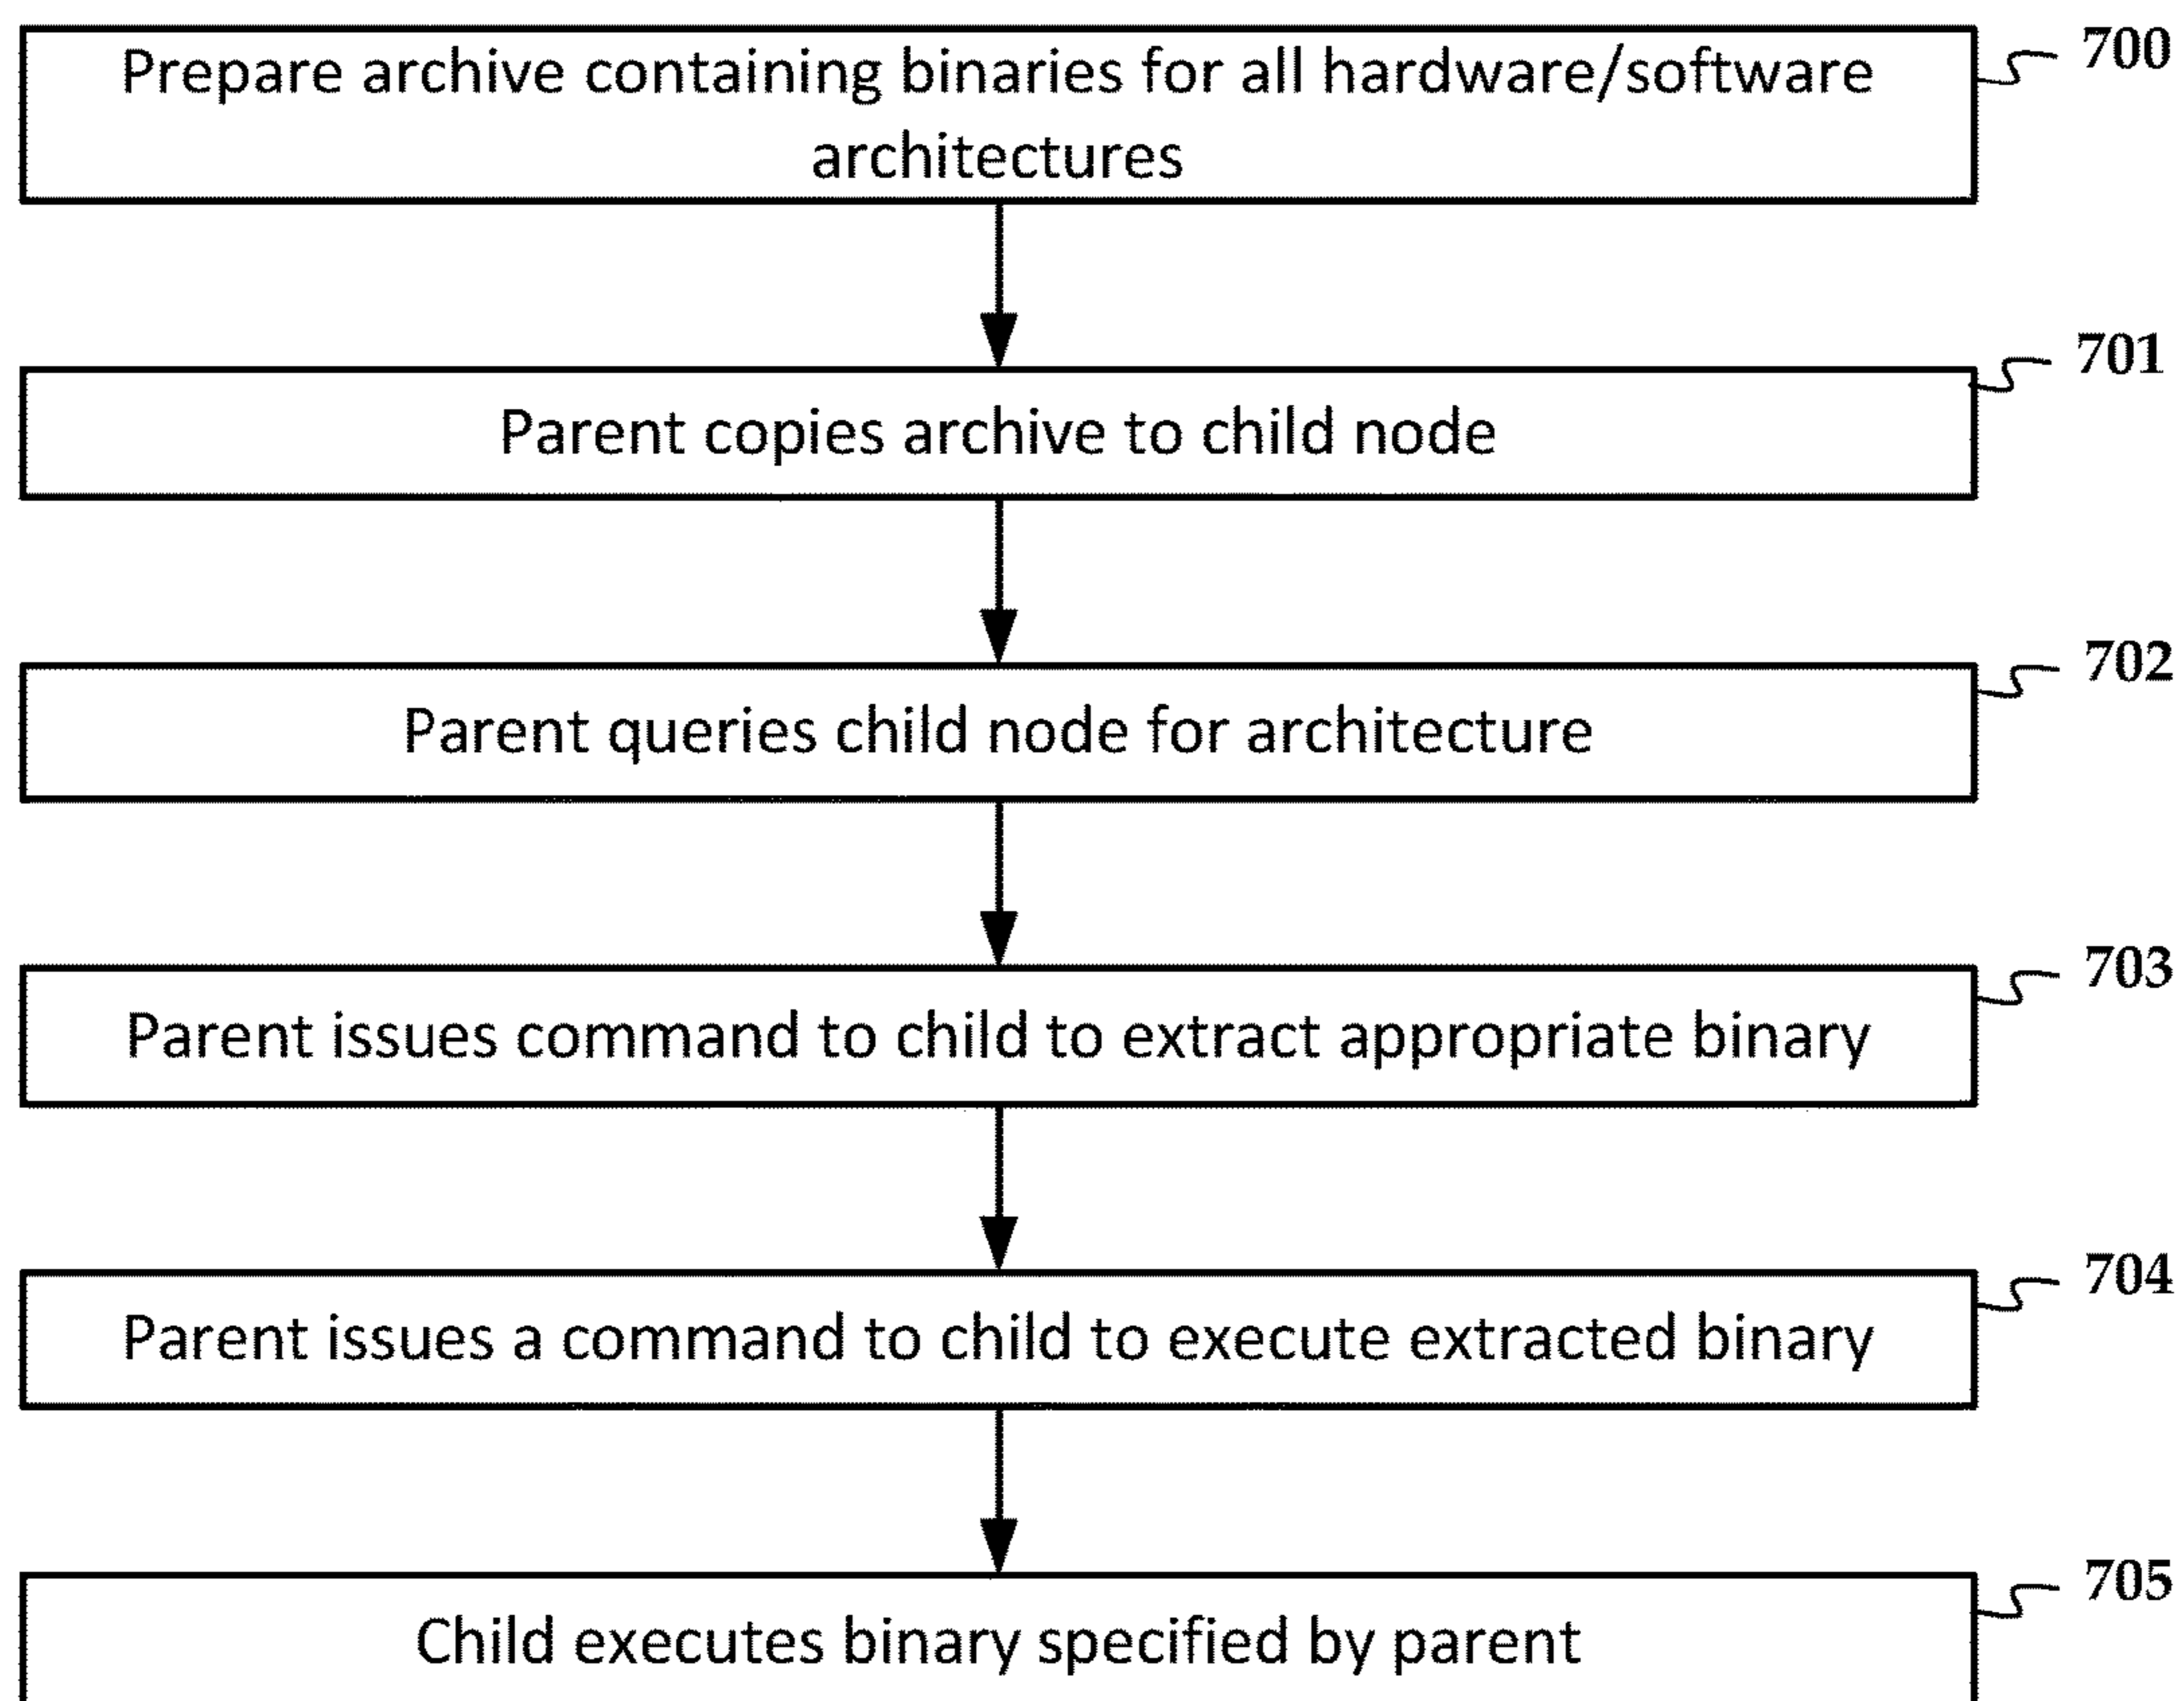 Prepare archive containing binaries for all hardware/software
architectures
700
Parent copies archive to child node
701
Parent queries child node for architecture
702
Parent issues command to child to extract appropriate binary
703
Parent issues a command to child to execute extracted binary
704
Child executes binary specified by parent
705